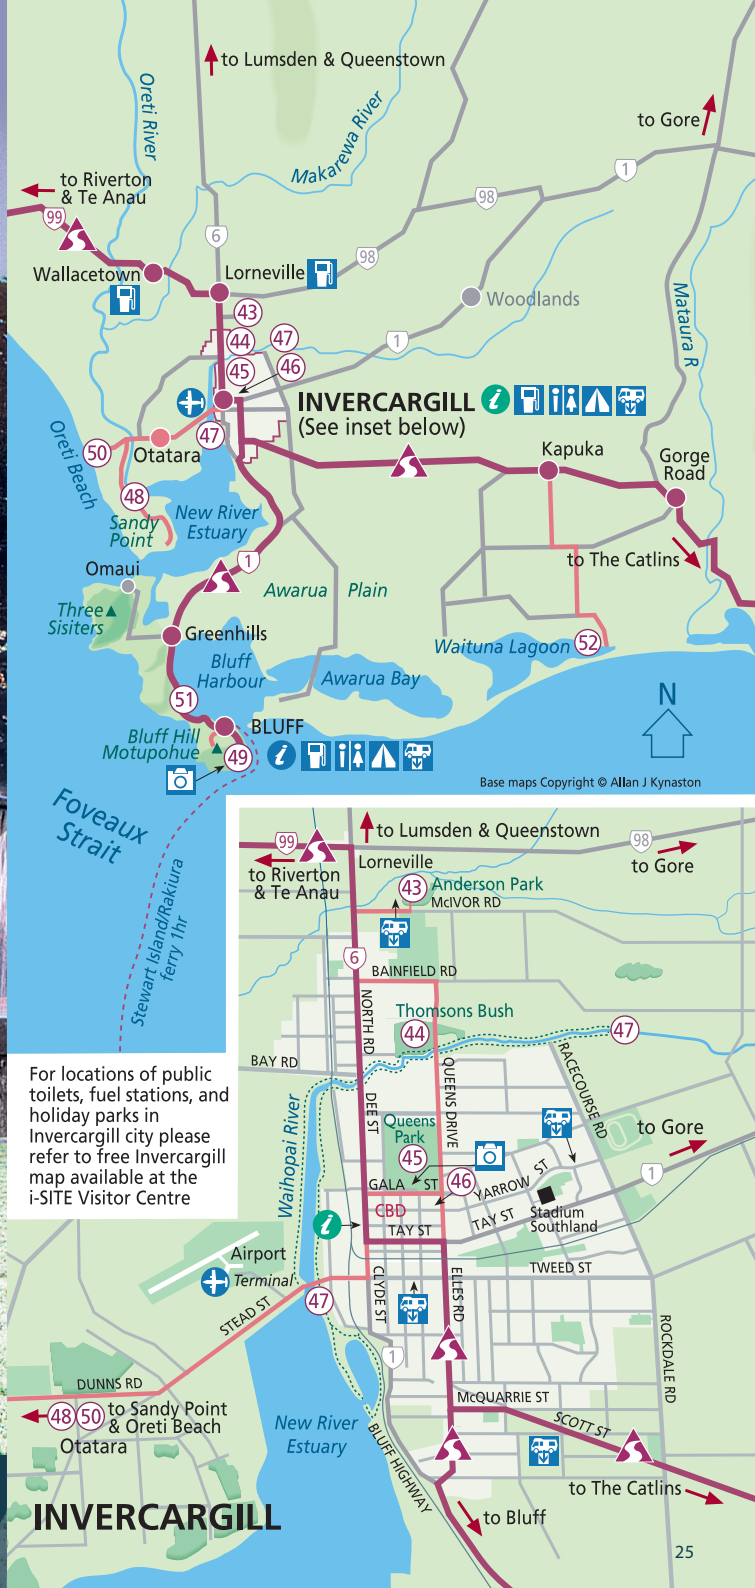 to Lumsden & Queenstown
Oreti River
Makarewa River
to Gore
1
to Riverton
& Te Anau
99
98
6
98
Wallacetown
Lorneville
Woodlands
Mataura R
43
1
44
47
45
46
INVERCARGILL
(See inset below)
47
Oreti Beach
50
Otatara
Kapuka
Gorge
Road
48
New River
Estuary
Sandy
Point
to The Catlins
Omaui
1
Awarua Plain
Three
Sisiters
Greenhills
Waituna Lagoon
52
Bluff
Harbour
Awarua Bay
51
N
BLUFF
Bluff Hill
Motupohue
49
Base maps Copyright © Allan J Kynaston
Foveaux
Strait
Stewart Island/Rakiura
ferry 1hr
to Lumsden & Queenstown
99
98
to Gore
Lorneville
to Riverton
& Te Anau
43
Anderson Park
McIVOR RD
6
BAINFIELD RD
NORTH RD
Thomsons Bush
44
47
BAY RD
RACECOURSE RD
QUEENS DRIVE
DEE ST
For locations of public
toilets, fuel stations, and
holiday parks in
Invercargill city please
refer to free Invercargill
map available at the
i-SITE Visitor Centre
Waihopai River
Queens
Park
45
to Gore
GALA ST
46
YARROW ST
1
CBD
TAY ST
TAY ST
Stadium
Southland
Airport
Terminal
TWEED ST
CLYDE ST
ELLES RD
STEAD ST
47
ROCKDALE RD
1
DUNNS RD
McQUARRIE ST
SCOTT ST
48 50
to Sandy Point
& Oreti Beach
Otatara
New River
Estuary
BLUFF HIGHWAY
to The Catlins
INVERCARGILL
to Bluff
25